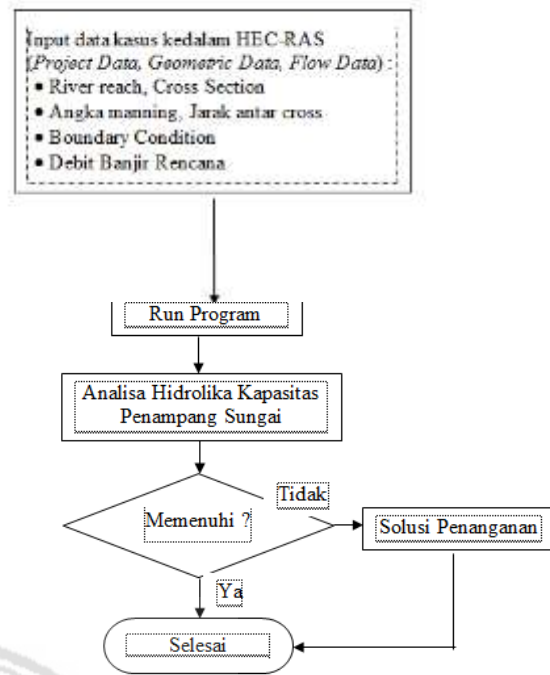 Input data kasus kedalam HEC-RAS
(Project Data, Geometric Data, Flow Data) :
• River reach, Cross Section
• Angka manning, Jarak antar cross
• Boundary Condition
• Debit Banjir Rencana
Run Program
Analisa Hidrolika Kapasitas
Penampang Sungai
Tidak
Memenuhi ?
Solusi Penanganan
Ya
Selesai